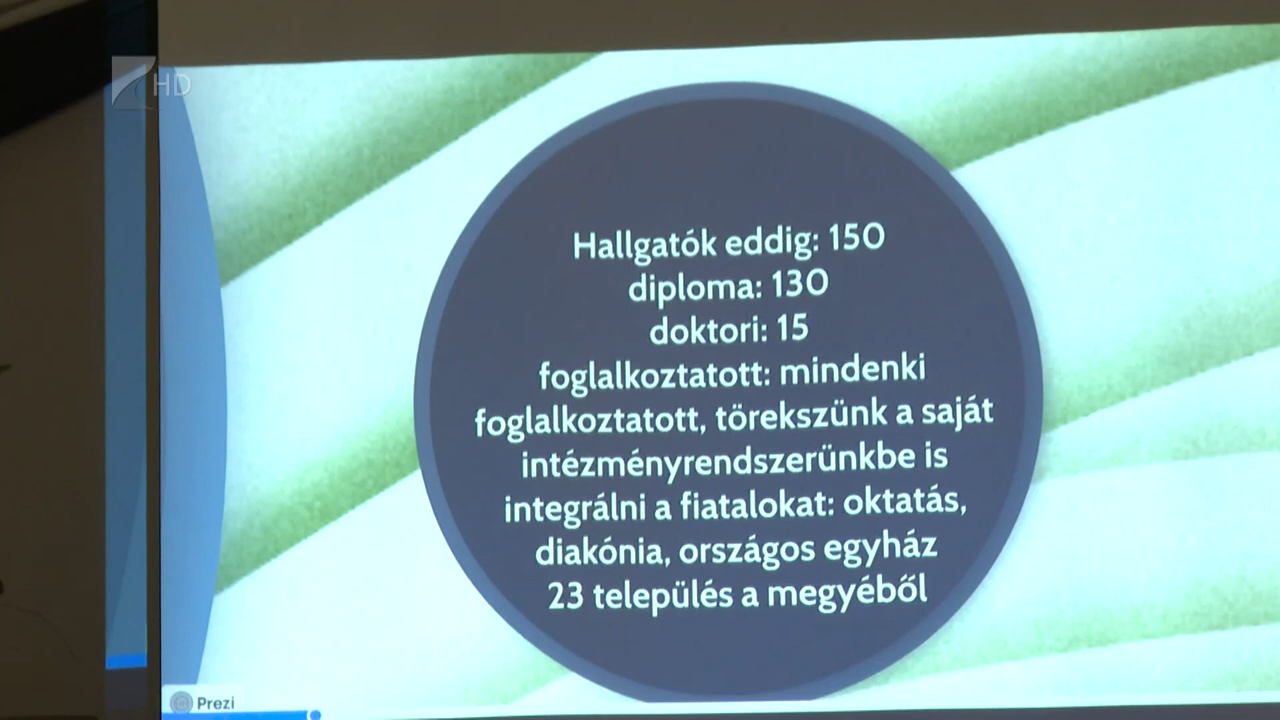 HD
Hallgatók eddig: 150
diploma: 130
doktori: 15
foglalkoztatott: mindenki
foglalkoztatott, törekszünk a saját
intézményrendszerünkbe is
integrálni a fiatalokat: oktatás,
diakónia, országos egyház
23 település a megyéből
Prezi